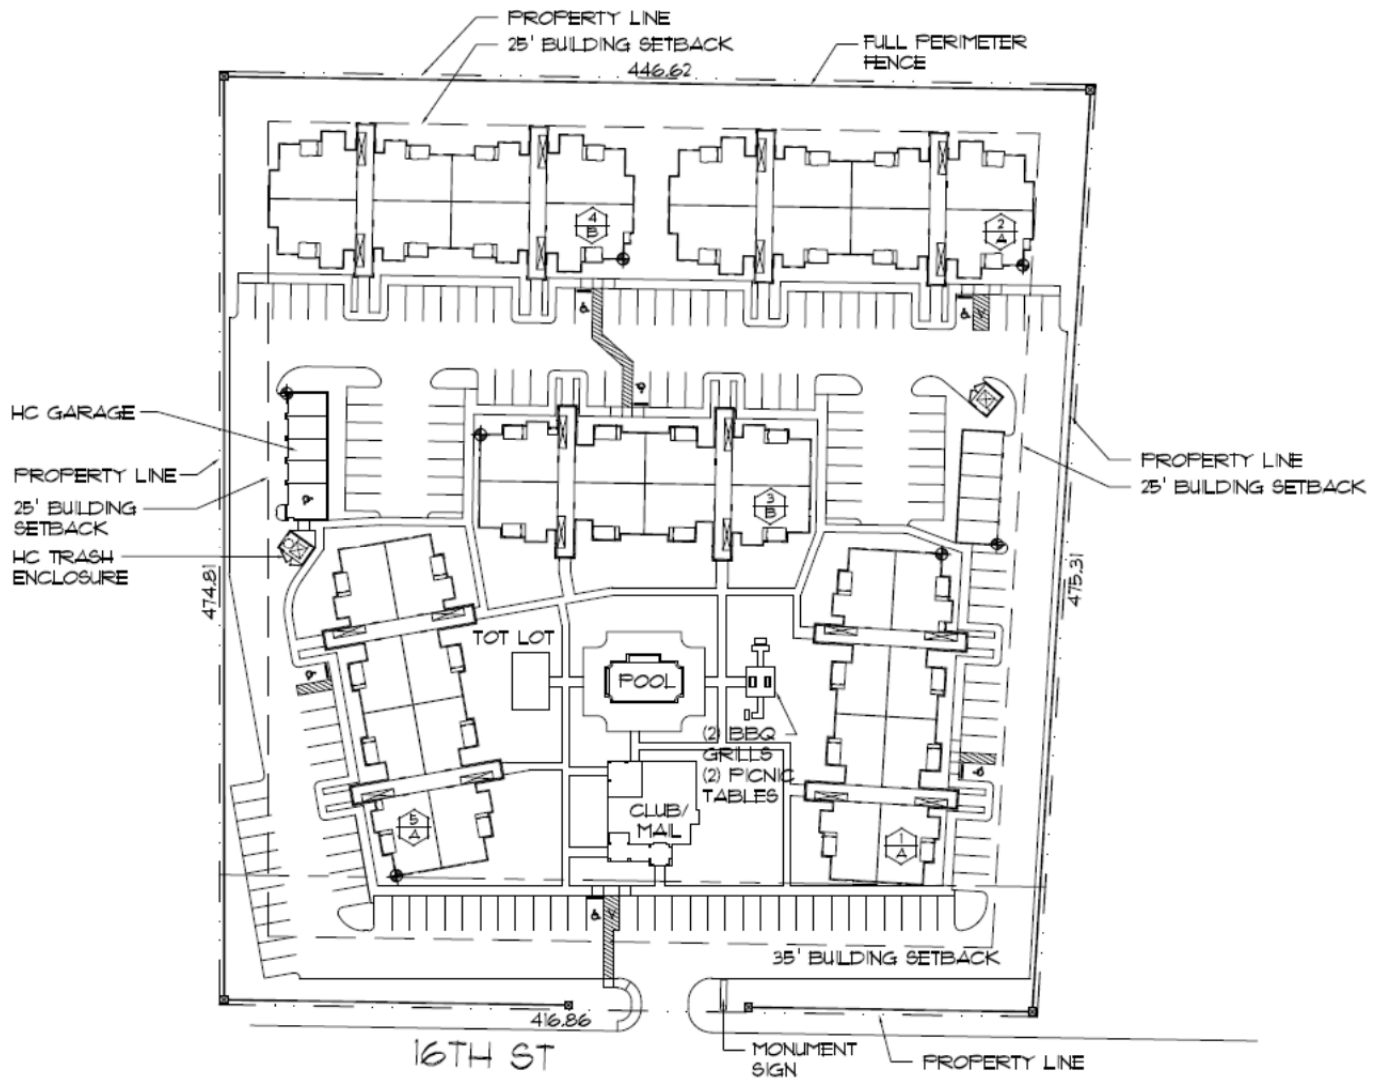 PROPERTY LINE
25' BUILDING SETBACK
446.62
FULL PERIMETER
FENCE
4
B
2
A
HC GARAGE
PROPERTY LINE
25' BUILDING
SETBACK
HC TRASH
ENCLOSURE
3
B
PROPERTY LINE
25' BUILDING SETBACK
474.81
475.31
TOT LOT
POOL
(2) BBQ
GRILLS
(2) PICNIC
TABLES
CLUB/
MAIL
5
A
1
A
V
V
35' BUILDING SETBACK
416.86
16TH ST
MONUMENT
SIGN
PROPERTY LINE